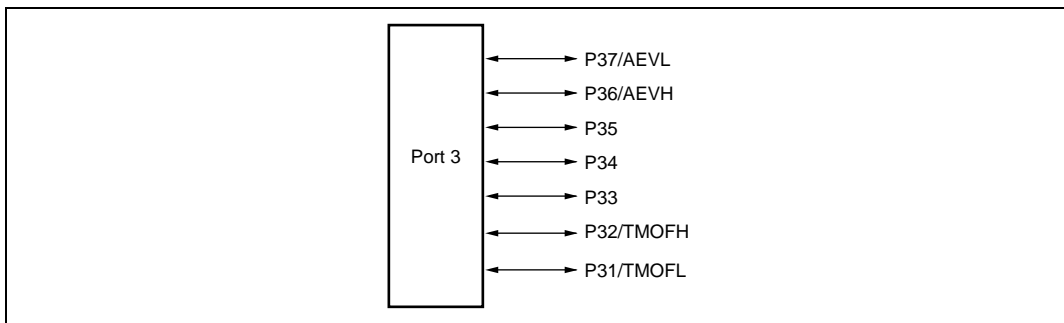 P37/AEVL
P36/AEVH
P35
Port 3
P34
P33
P32/TMOFH
P31/TMOFL